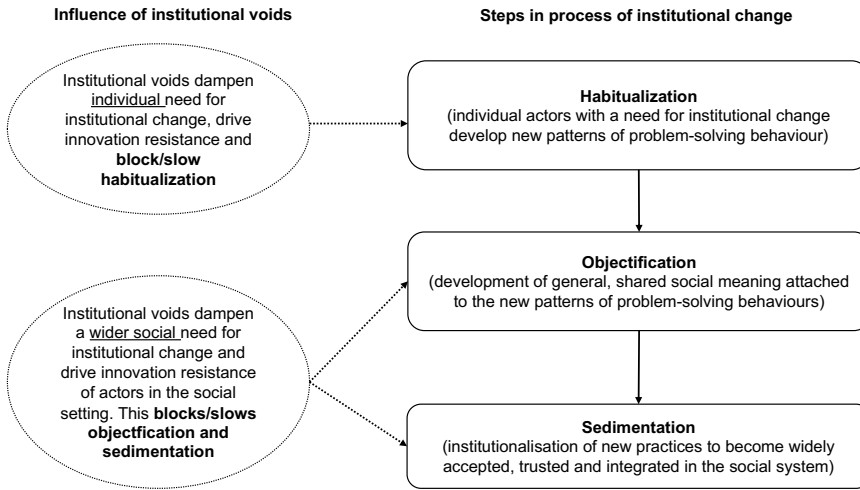 Influence of institutional voids
Steps in process of institutional change
Institutional voids dampen
individual need for
institutional change, drive
innovation resistance and
block/slow
habitualization
Habitualization
(individual actors with a need for institutional change
develop new patterns of problem-solving behaviour)
Objectification
(development of general, shared social meaning attached
to the new patterns of problem-solving behaviours)
Institutional voids dampen
a wider social need for
institutional change and
drive innovation resistance
of actors in the social
setting. This blocks/slows
objectfication and
sedimentation
Sedimentation
(institutionalisation of new practices to become widely
accepted, trusted and integrated in the social system)